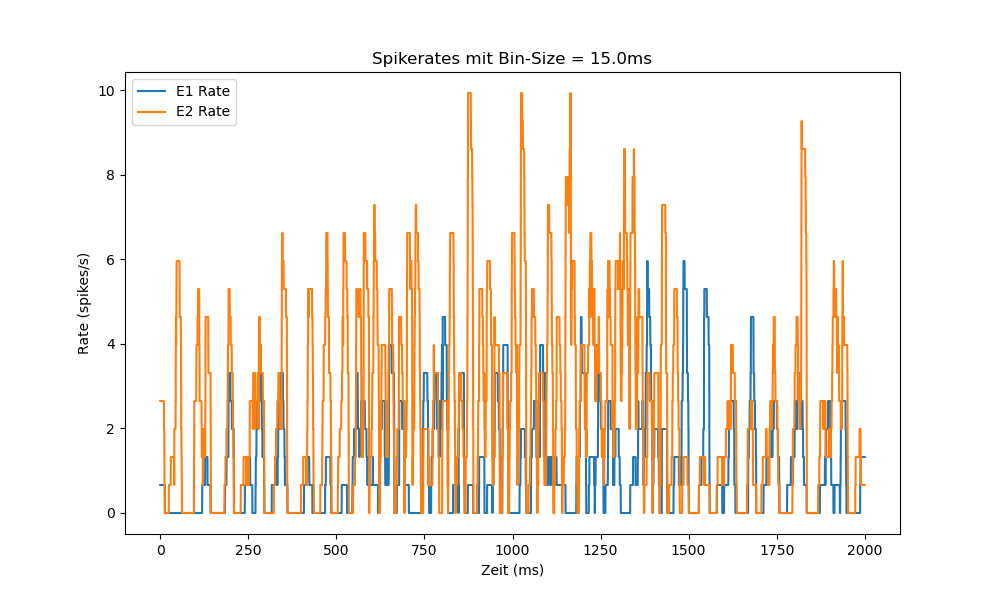 Spikerates mit Bin-Size = 15.0ms
E1 Rate
E2 Rate
10
8
6
4
2
0
Rate (spikes/s)
0 250 500 750 1000 1250 1500 1750 2000
Zeit (ms)